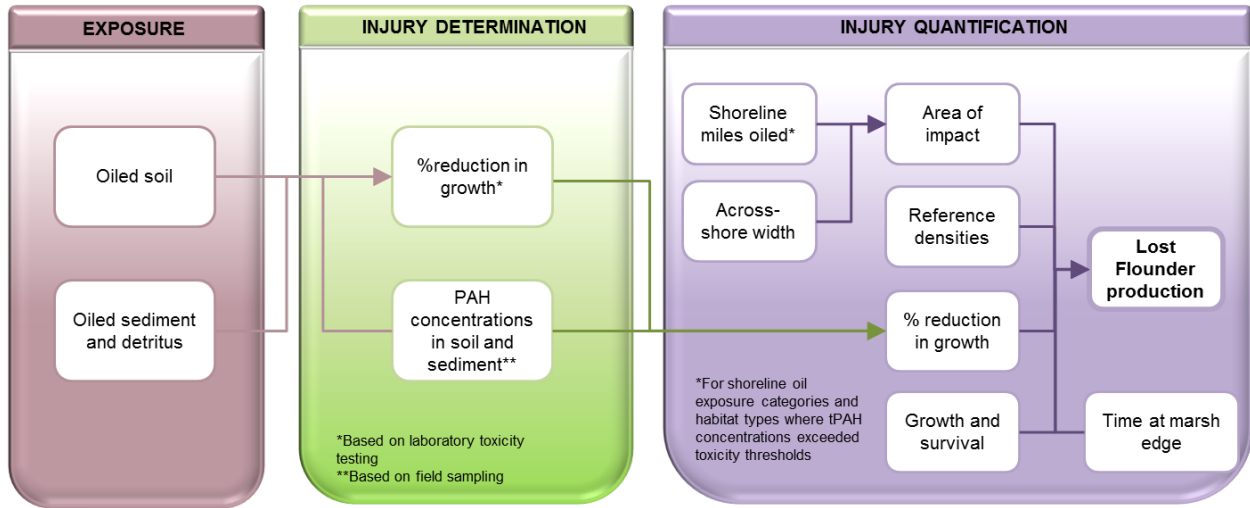 EXPOSURE
Oiled soil
Oiled sediment
and detritus
INJURY DETERMINATION
%reduction in
growth*
PAH
concentrations
in soil and
sediment**
*Based on laboratory toxicity
testing
**Based on field sampling
INJURY QUANTIFICATION
Shoreline
miles oiled*
Across-
shore width
Area of
impact
Reference
densities
% reduction
in growth
Growth and
survival
Lost
Flounder
production
Time at marsh
edge
*For shoreline oil
exposure categories and
habitat types where tPAH
concentrations exceeded
toxicity thresholds